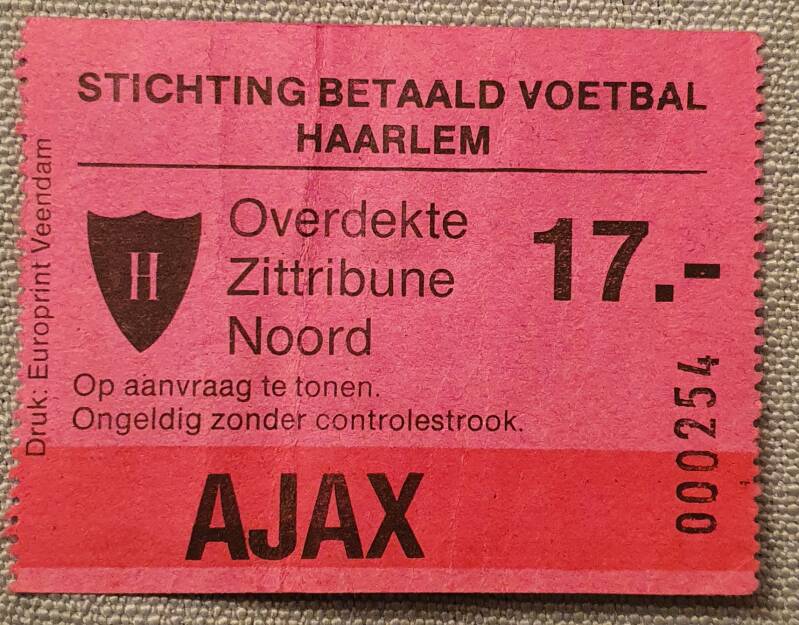 STICHTING BETAALD VOETBAL
HAARLEM
Druk: Europrint Veendam
H
Overdekte
Zittribune
Noord
17.-
Op aanvraag te tonen.
Ongeldig zonder controlestrook.
000254
AJAX